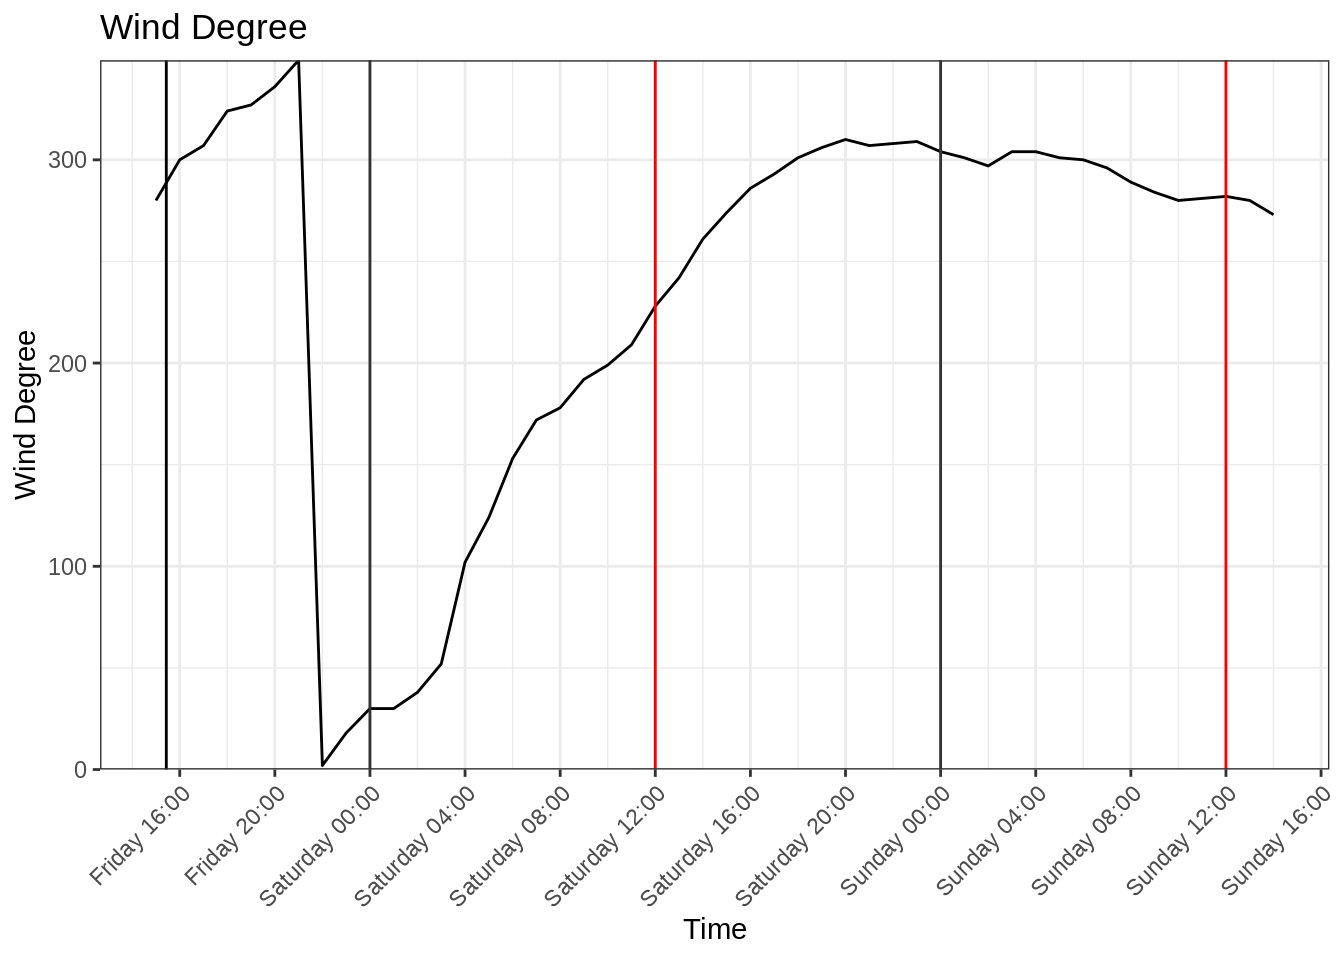 Wind Degree
Wind Degree
300
200
100
0
Friday 16:00
Friday 20:00
Saturday 00:00
Saturday 04:00
Saturday 08:00
Saturday 12:00
Saturday 16:00
Saturday 20:00
Sunday 00:00
Sunday 04:00
Sunday 08:00
Sunday 12:00
Sunday 16:00
Time